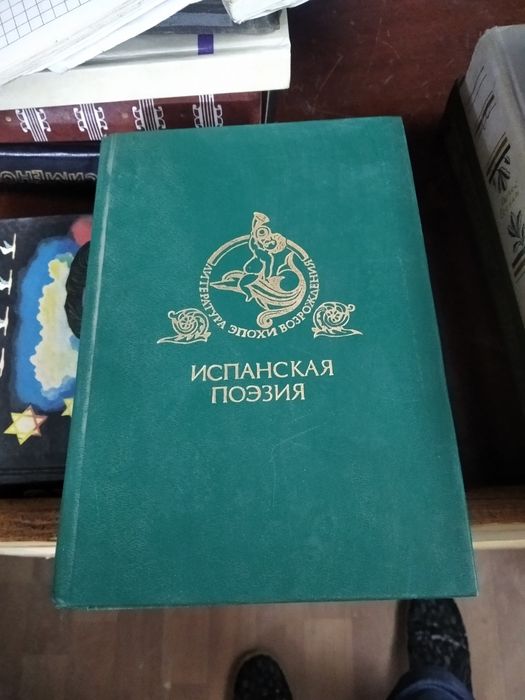 ЛИТЕРАТУРА ЭПОХИ ВОЗРОЖДЕНИЯ
ИСПАНСКАЯ
ПОЭЗИЯ